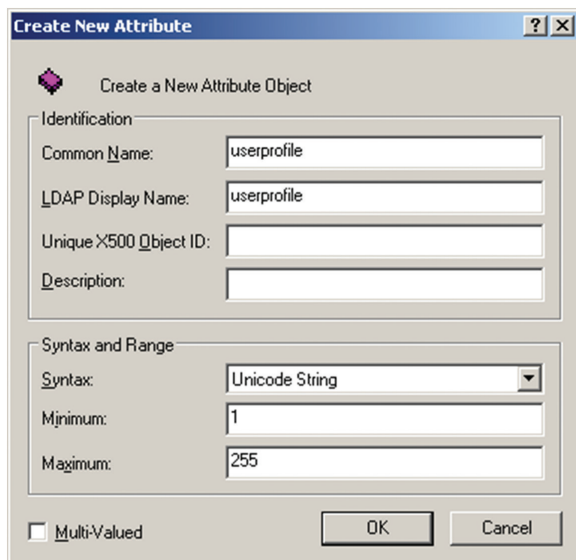 Create New Attribute
Create a New Attribute Object
Identification
Common Name: userprofile
LDAP Display Name: userprofile
Unique X500 Object ID:
Description:
Syntax and Range
Syntax: Unicode String
Minimum: 1
Maximum: 255
Multi-Valued OK Cancel